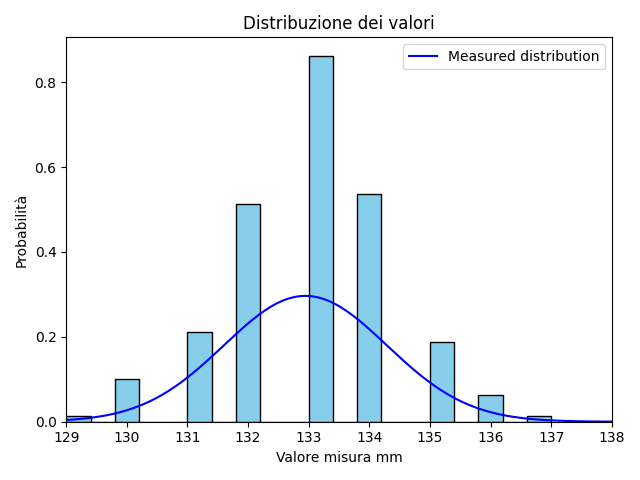 Distribuzione dei valori
Measured distribution
Probabilità
0.8
0.6
0.4
0.2
0.0
129 130 131 132 133 134 135 136 137 138
Valore misura mm